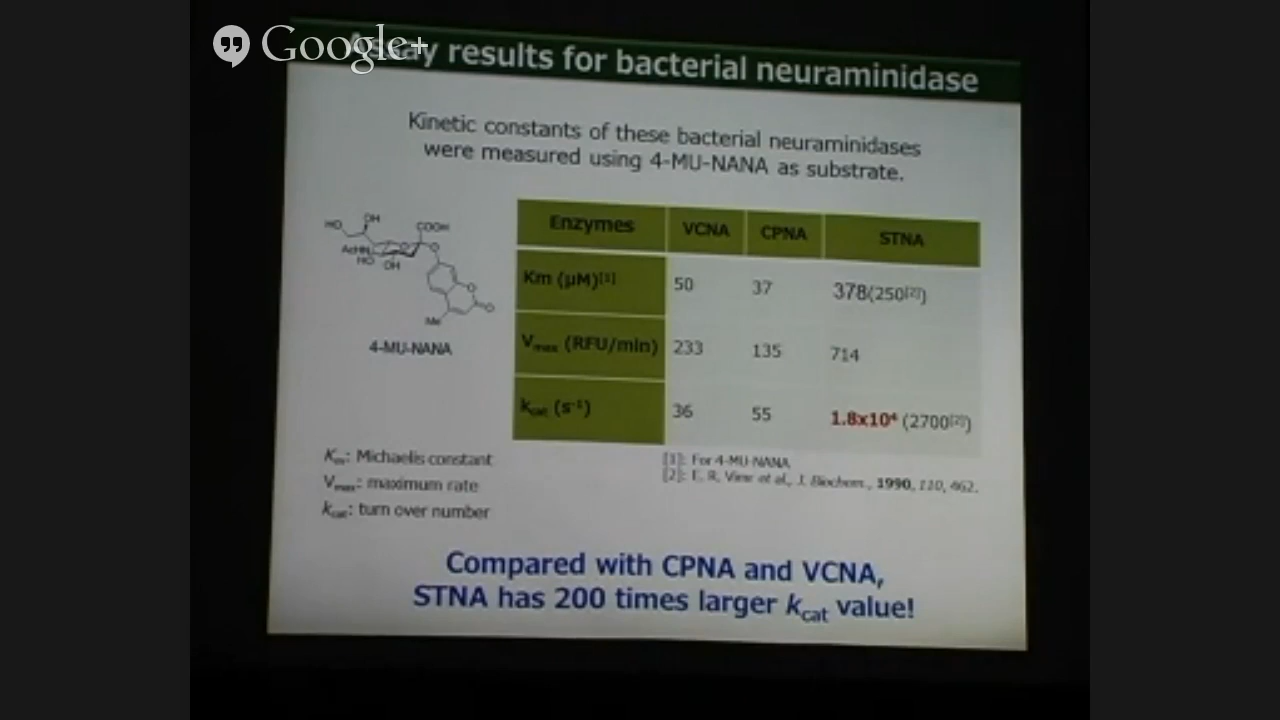 Google+
Assay results for bacterial neuraminidase
Kinetic constants of these bacterial neuraminidases
were measured using 4-MU-NANA as substrate.
HO OH COOH
AcHN O O
HO OH
O O
Me
4-MU-NANA
Enzymes VCNA CPNA STNA
Km (μM)[1] 50 37 378(250[2])
Vmax (RFU/min) 233 135 714
kcat (s-1) 36 55 1.8x10⁴ (2700[2])
Km: Michaelis constant
Vmax: maximum rate
kcat: turn over number
[1]: For 4-MU-NANA
[2]: E. R. Vimr et al., J. Biochem., 1990, 110, 462.
Compared with CPNA and VCNA,
STNA has 200 times larger kcat value!